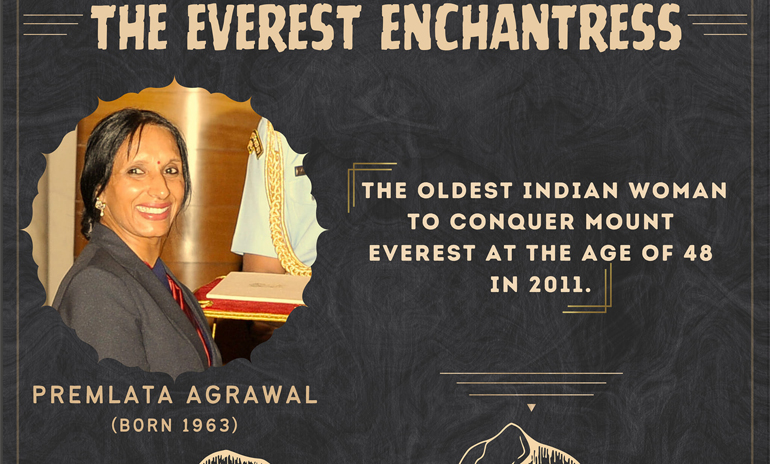 THE EVEREST ENCHANTRESS
THE OLDEST INDIAN WOMAN
TO CONQUER MOUNT
EVEREST AT THE AGE OF 48
IN 2011.
PREMLATA AGRAWAL
(BORN 1963)